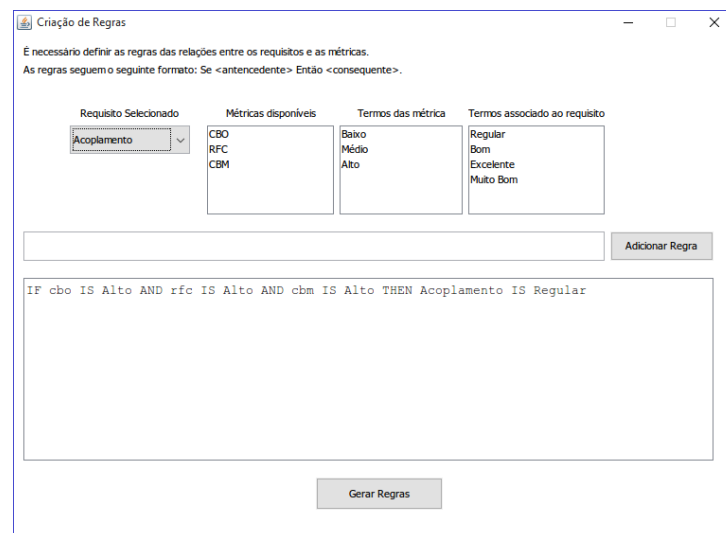 Criação de Regras
É necessário definir as regras das relações entre os requisitos e as métricas.
As regras seguem o seguinte formato: Se <antencedente> Então <consequente>.
Requisito Selecionado
Métricas disponíveis
Termos das métrica
Termos associado ao requisito
Acoplamento
CBO
RFC
CBM
Baixo
Médio
Alto
Regular
Bom
Excelente
Muito Bom
Adicionar Regra
IF cbo IS Alto AND rfc IS Alto AND cbm IS Alto THEN Acoplamento IS Regular
Gerar Regras